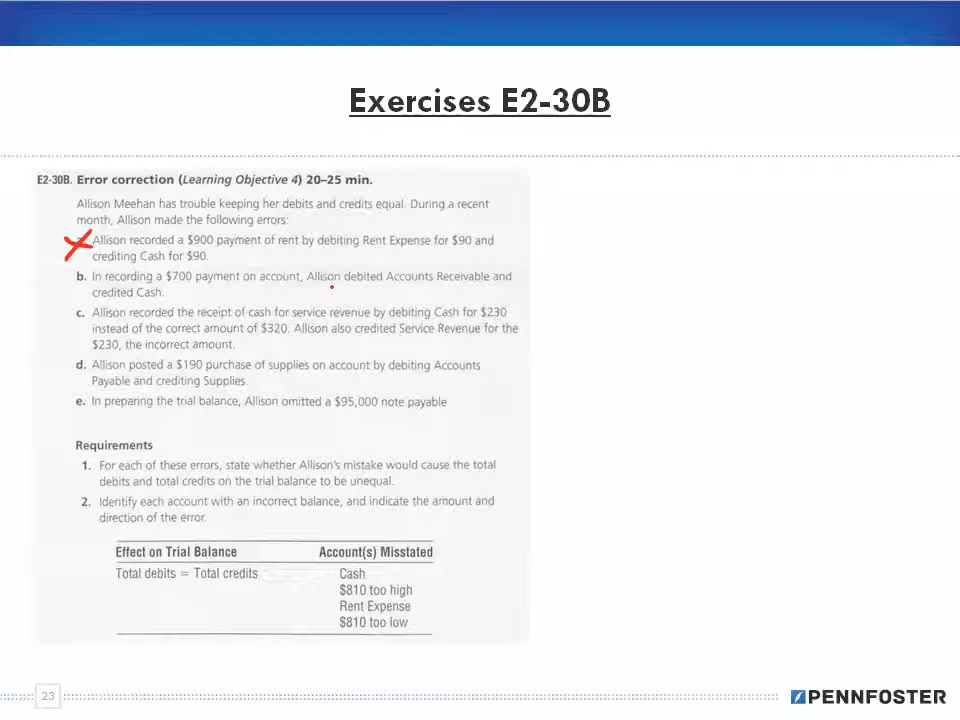 Exercises E2-30B
E2-30B. Error correction (Learning Objective 4) 20–25 min.
Allison Meehan has trouble keeping her debits and credits equal. During a recent
month, Allison made the following errors:
a. Allison recorded a $900 payment of rent by debiting Rent Expense for $90 and
crediting Cash for $90.
b. In recording a $700 payment on account, Allison debited Accounts Receivable and
credited Cash.
c. Allison recorded the receipt of cash for service revenue by debiting Cash for $230
instead of the correct amount of $320. Allison also credited Service Revenue for the
$230, the incorrect amount.
d. Allison posted a $190 purchase of supplies on account by debiting Accounts
Payable and crediting Supplies.
e. In preparing the trial balance, Allison omitted a $95,000 note payable
Requirements
1. For each of these errors, state whether Allison's mistake would cause the total
debits and total credits on the trial balance to be unequal.
2. Identify each account with an incorrect balance, and indicate the amount and
direction of the error.
Effect on Trial Balance Account(s) Misstated
Total debits = Total credits Cash
$810 too high
Rent Expense
$810 too low
23
PENNFOSTER